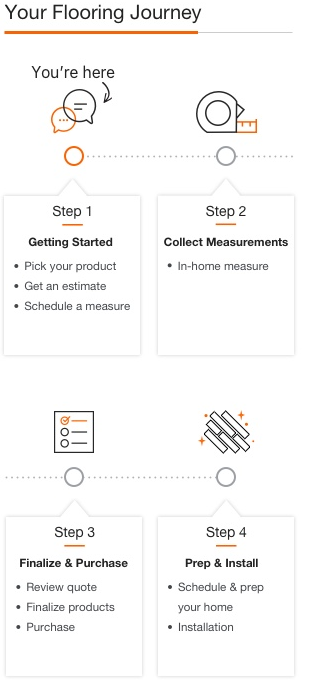 Your Flooring Journey
You're here
Step 1
Getting Started
• Pick your product
• Get an estimate
• Schedule a measure
Step 2
Collect Measurements
• In-home measure
Step 3
Finalize & Purchase
• Review quote
• Finalize products
• Purchase
Step 4
Prep & Install
• Schedule & prep
your home
• Installation